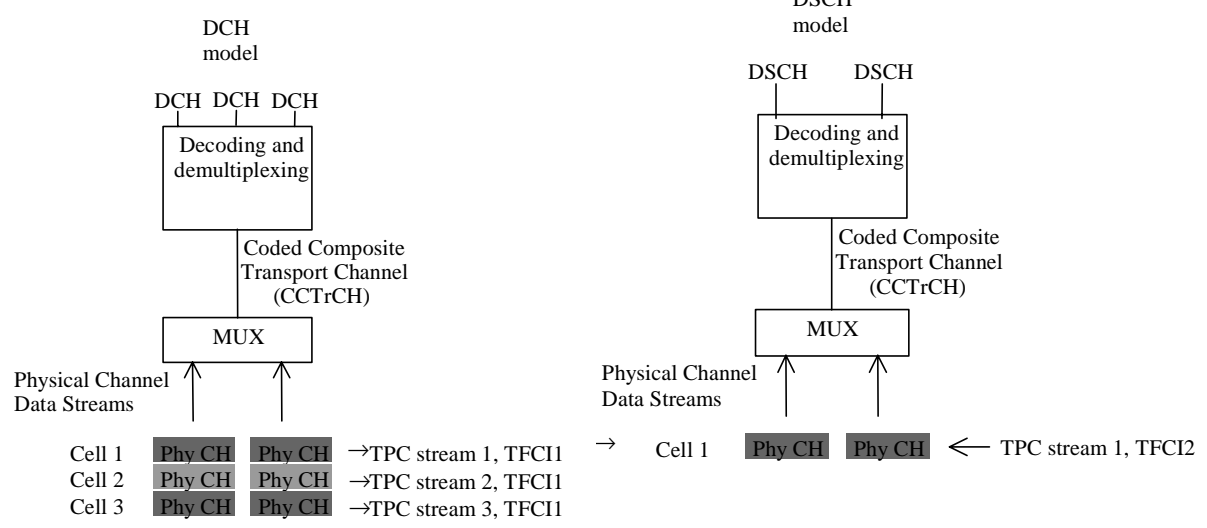 DCH
model
DCH DCH DCH
Decoding and
demultiplexing
Coded Composite
Transport Channel
(CCTrCH)
MUX
Physical Channel
Data Streams
Cell 1 Phy CH Phy CH →TPC stream 1, TFCI1
Cell 2 Phy CH Phy CH →TPC stream 2, TFCI1
Cell 3 Phy CH Phy CH →TPC stream 3, TFCI1
DSCH
model
DSCH DSCH
Decoding and
demultiplexing
Coded Composite
Transport Channel
(CCTrCH)
MUX
Physical Channel
Data Streams
→ Cell 1 Phy CH Phy CH ← TPC stream 1, TFCI2